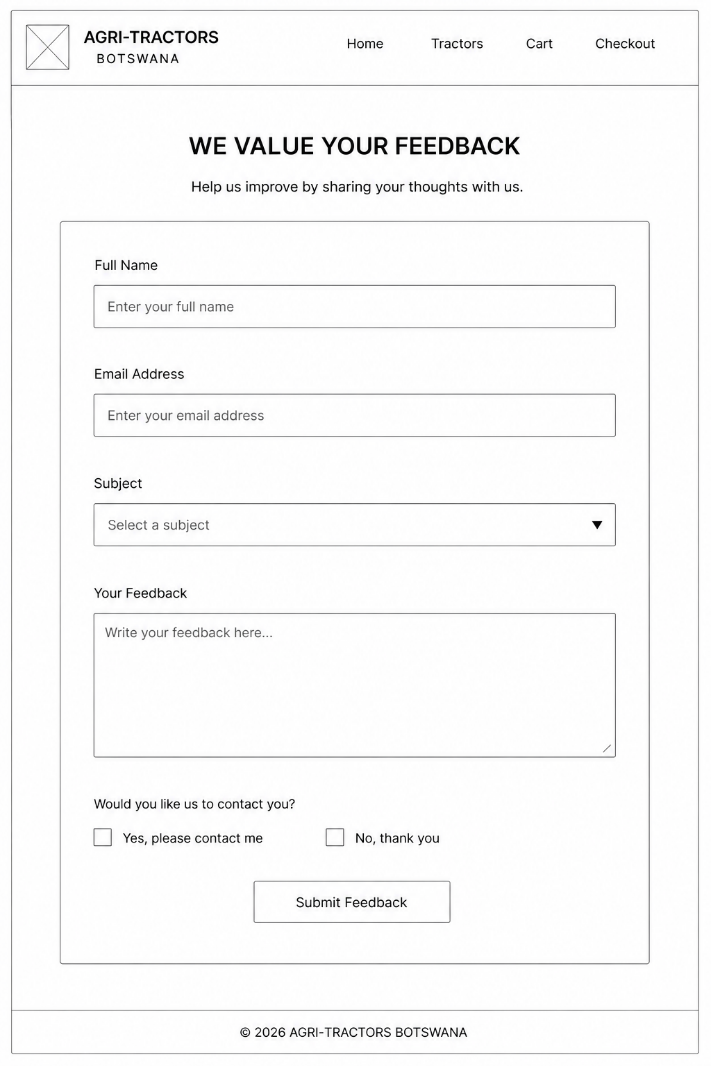 AGRI-TRACTORS
BOTSWANA
Home Tractors Cart Checkout
WE VALUE YOUR FEEDBACK
Help us improve by sharing your thoughts with us.
Full Name
Enter your full name
Email Address
Enter your email address
Subject
Select a subject
Your Feedback
Write your feedback here...
Would you like us to contact you?
Yes, please contact me No, thank you
Submit Feedback
© 2026 AGRI-TRACTORS BOTSWANA